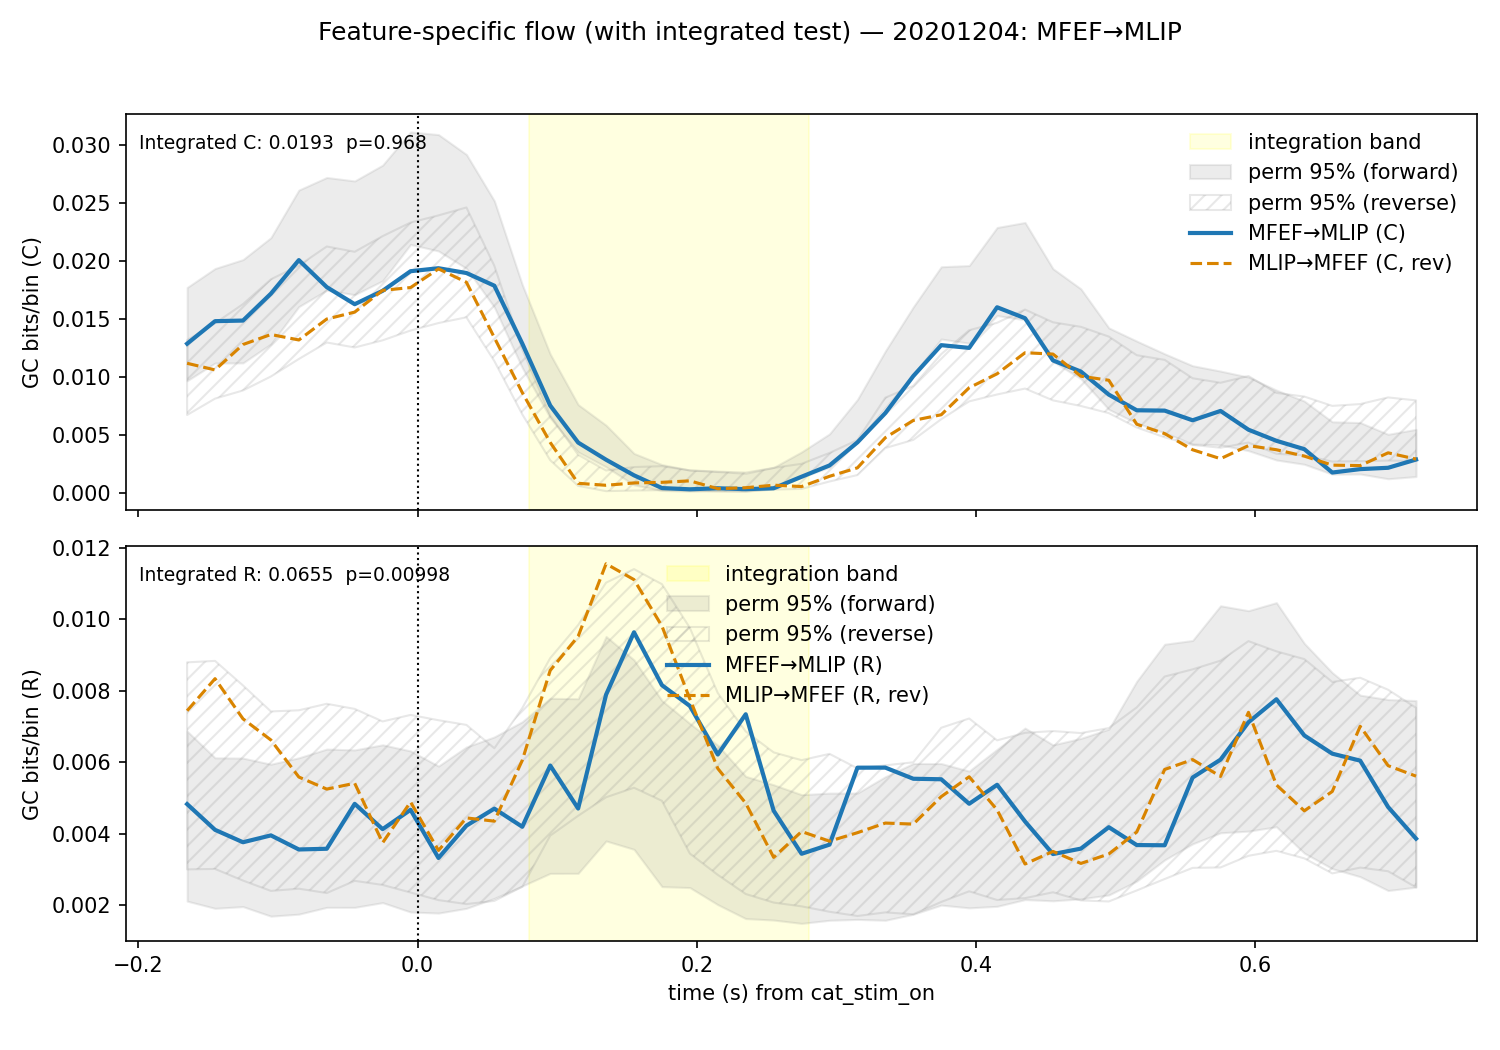 Feature-specific flow (with integrated test) — 20201204: MFEF→MLIP
Integrated C: 0.0193  p=0.968
integration band
perm 95% (forward)
perm 95% (reverse)
MFEF→MLIP (C)
MLIP→MFEF (C, rev)
GC bits/bin (C)
0.030
0.025
0.020
0.015
0.010
0.005
0.000
Integrated R: 0.0655  p=0.00998
integration band
perm 95% (forward)
perm 95% (reverse)
MFEF→MLIP (R)
MLIP→MFEF (R, rev)
GC bits/bin (R)
0.012
0.010
0.008
0.006
0.004
0.002
−0.2
0.0
0.2
0.4
0.6
time (s) from cat_stim_on